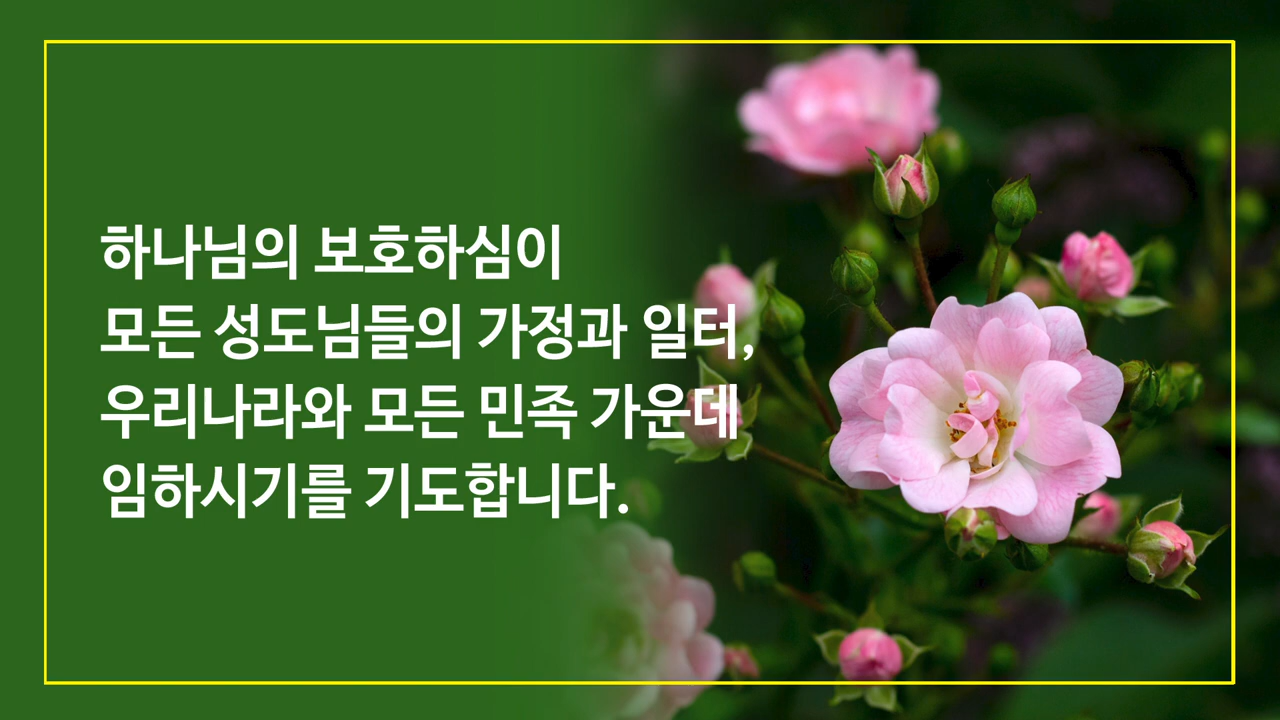 하나님의 보호하심이
모든 성도님들의 가정과 일터,
우리나라와 모든 민족 가운데
임하시기를 기도합니다.